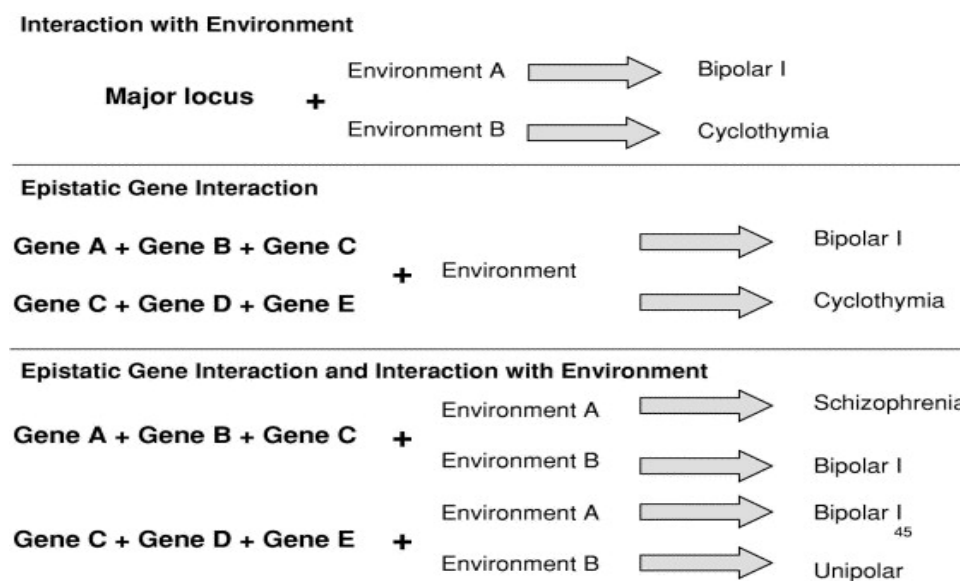 Interaction with Environment
Environment A Bipolar I
Major locus +
Environment B Cyclothymia
Epistatic Gene Interaction
Gene A + Gene B + Gene C Bipolar I
+ Environment
Gene C + Gene D + Gene E Cyclothymia
Epistatic Gene Interaction and Interaction with Environment
Environment A Schizophrenia
Gene A + Gene B + Gene C +
Environment B Bipolar I
Environment A Bipolar I
45
Gene C + Gene D + Gene E +
Environment B Unipolar